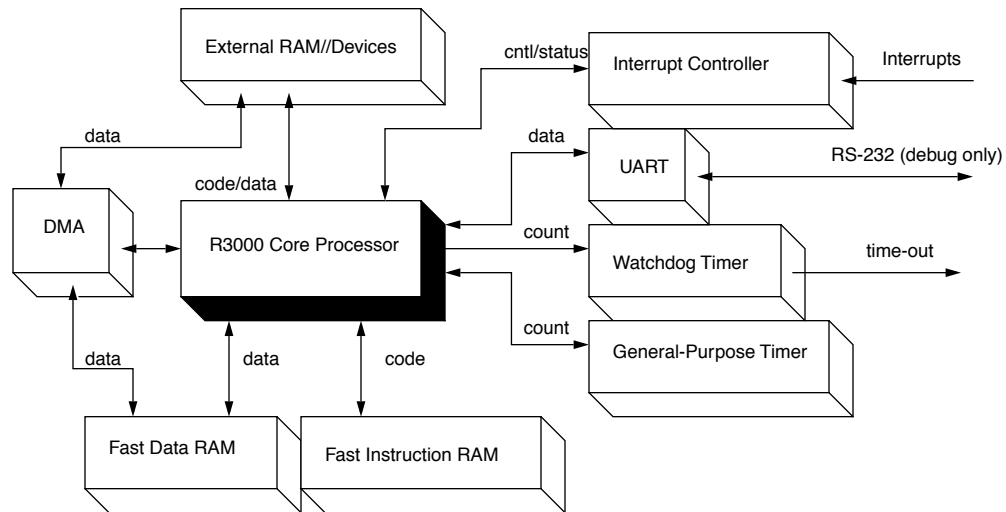 External RAM//Devices
cntl/status
Interrupt Controller
Interrupts
data
data
UART
RS-232 (debug only)
code/data
DMA
R3000 Core Processor
count
Watchdog Timer
time-out
count
General-Purpose Timer
data
data
code
Fast Data RAM
Fast Instruction RAM